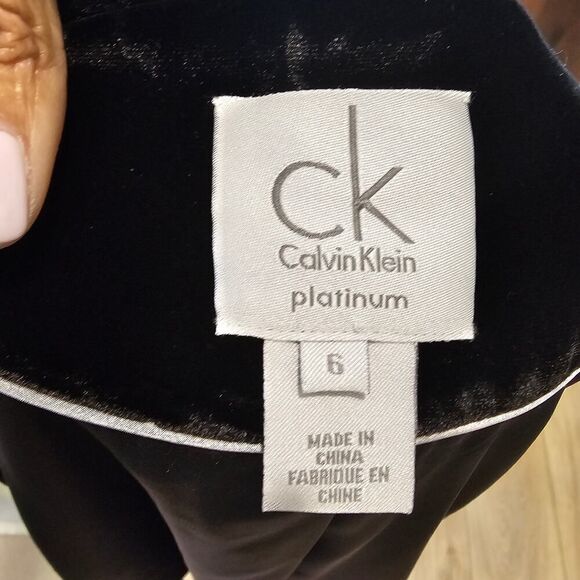 ck
Calvin Klein
platinum
6
MADE IN
CHINA
FABRIQUE EN
CHINE